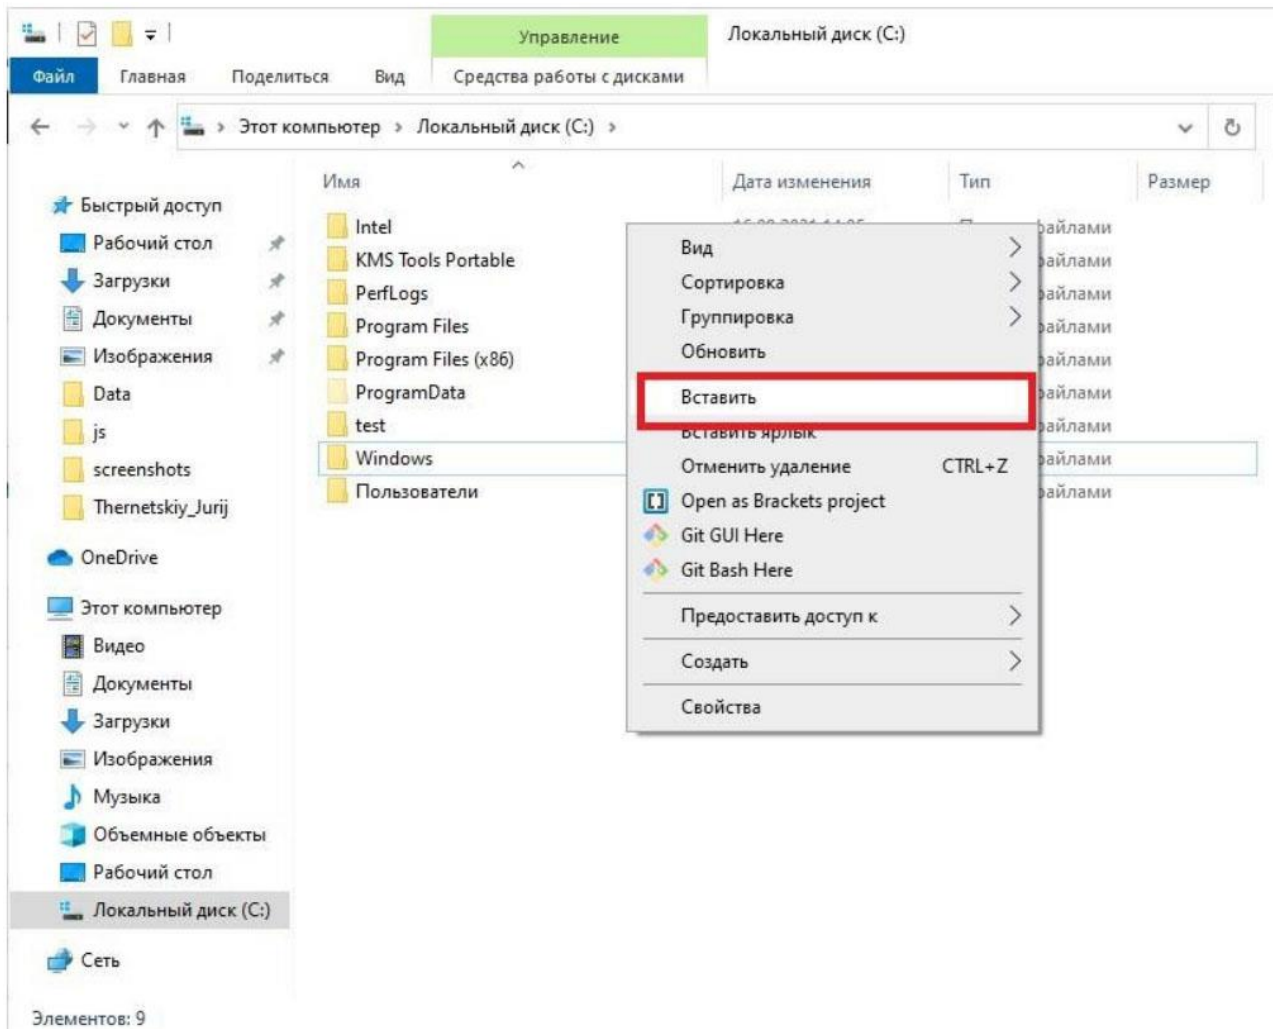 Управление
Локальный диск (C:)
Файл Главная Поделиться Вид Средства работы с дисками
Этот компьютер › Локальный диск (C:) ›
Имя Дата изменения Тип Размер
Быстрый доступ
Рабочий стол
Загрузки
Документы
Изображения
Data
js
screenshots
Thernetskiy_Jurij
OneDrive
Этот компьютер
Видео
Документы
Загрузки
Изображения
Музыка
Объемные объекты
Рабочий стол
Локальный диск (C:)
Сеть
Intel
KMS Tools Portable
PerfLogs
Program Files
Program Files (x86)
ProgramData
test
Windows
Пользователи
Вид
Сортировка
Группировка
Обновить
Вставить
Вставить ярлык
Отменить удаление CTRL+Z
Open as Brackets project
Git GUI Here
Git Bash Here
Предоставить доступ к
Создать
Свойства
Элементов: 9